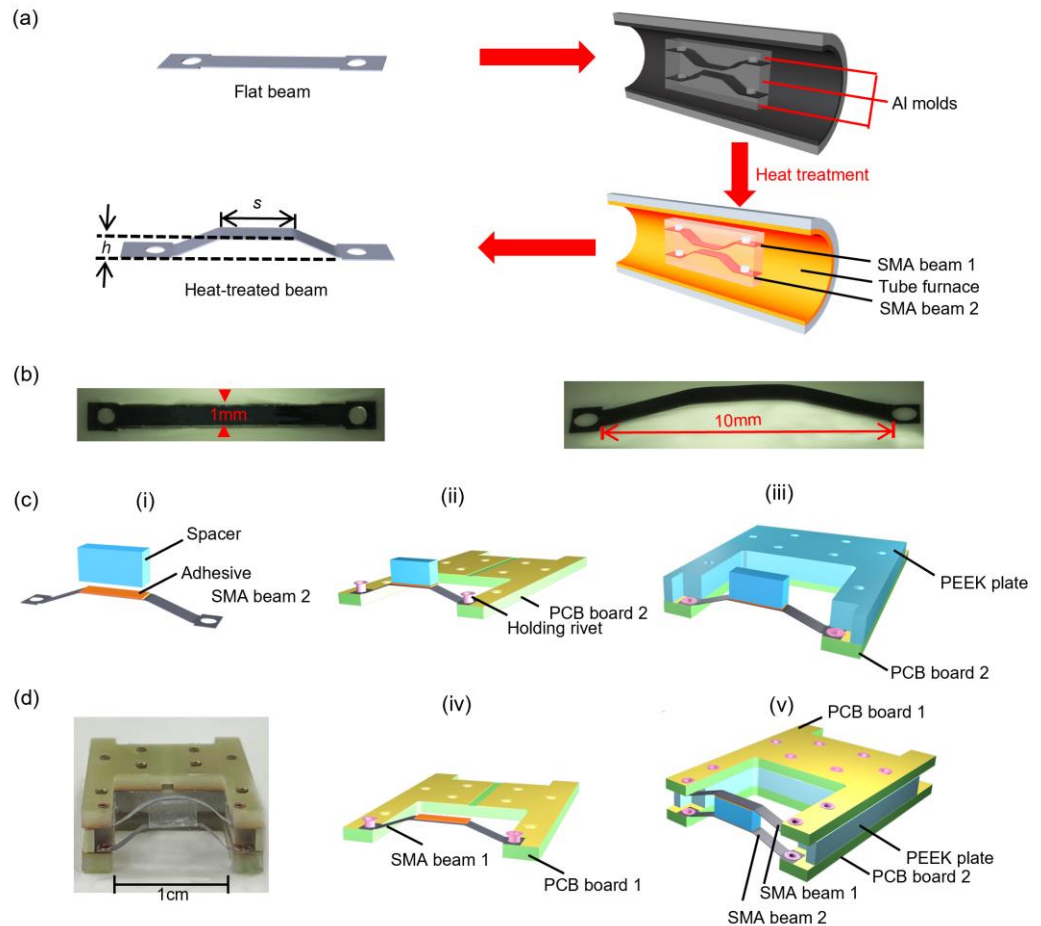 (a)
Flat beam
Al molds
Heat treatment
s
h
Heat-treated beam
SMA beam 1
Tube furnace
SMA beam 2
(b)
1mm
10mm
(c)
(i)
(ii)
(iii)
Spacer
Adhesive
SMA beam 2
PCB board 2
Holding rivet
PEEK plate
PCB board 2
(d)
(iv)
(v)
1cm
SMA beam 1
PCB board 1
PCB board 1
PEEK plate
PCB board 2
SMA beam 1
SMA beam 2